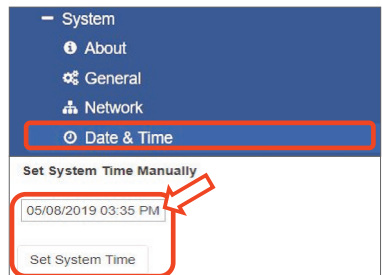 System
About
General
Network
Date & Time
Set System Time Manually
05/08/2019 03:35 PM
Set System Time